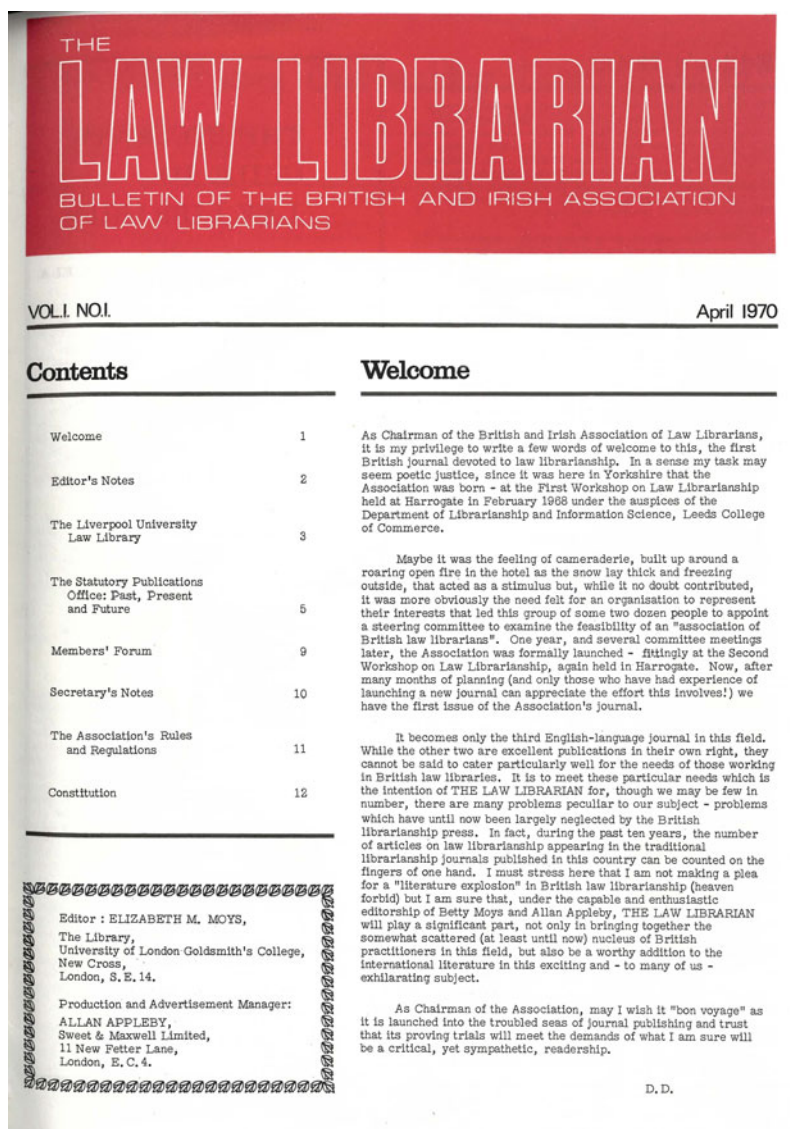 THE
LAW LIBRARIAN
BULLETIN OF THE BRITISH AND IRISH ASSOCIATION
OF LAW LIBRARIANS
VOL.I. NO.I.
April 1970
Contents
Welcome 1
Editor's Notes 2
The Liverpool University
Law Library 3
The Statutory Publications
Office: Past, Present
and Future 5
Members' Forum 9
Secretary's Notes 10
The Association's Rules
and Regulations 11
Constitution 12
Editor : ELIZABETH M. MOYS,
The Library,
University of London Goldsmith's College,
New Cross,
London, S.E.14.
Production and Advertisement Manager:
ALLAN APPLEBY,
Sweet & Maxwell Limited,
11 New Fetter Lane,
London, E.C.4.
Welcome
As Chairman of the British and Irish Association of Law Librarians,
it is my privilege to write a few words of welcome to this, the first
British journal devoted to law librarianship. In a sense my task may
seem poetic justice, since it was here in Yorkshire that the
Association was born - at the First Workshop on Law Librarianship
held at Harrogate in February 1968 under the auspices of the
Department of Librarianship and Information Science, Leeds College
of Commerce.
Maybe it was the feeling of cameraderie, built up around a
roaring open fire in the hotel as the snow lay thick and freezing
outside, that acted as a stimulus but, while it no doubt contributed,
it was more obviously the need felt for an organisation to represent
their interests that led this group of some two dozen people to appoint
a steering committee to examine the feasibility of an "association of
British law librarians". One year, and several committee meetings
later, the Association was formally launched - fittingly at the Second
Workshop on Law Librarianship, again held in Harrogate. Now, after
many months of planning (and only those who have had experience of
launching a new journal can appreciate the effort this involves!) we
have the first issue of the Association's journal.
It becomes only the third English-language journal in this field.
While the other two are excellent publications in their own right, they
cannot be said to cater particularly well for the needs of those working
in British law libraries. It is to meet these particular needs which is
the intention of THE LAW LIBRARIAN for, though we may be few in
number, there are many problems peculiar to our subject - problems
which have until now been largely neglected by the British
librarianship press. In fact, during the past ten years, the number
of articles on law librarianship appearing in the traditional
librarianship journals published in this country can be counted on the
fingers of one hand. I must stress here that I am not making a plea
for a "literature explosion" in British law librarianship (heaven
forbid) but I am sure that, under the capable and enthusiastic
editorship of Betty Moys and Allan Appleby, THE LAW LIBRARIAN
will play a significant part, not only in bringing together the
somewhat scattered (at least until now) nucleus of British
practitioners in this field, but also be a worthy addition to the
international literature in this exciting and - to many of us -
exhilarating subject.
As Chairman of the Association, may I wish it "bon voyage" as
it is launched into the troubled seas of journal publishing and trust
that its proving trials will meet the demands of what I am sure will
be a critical, yet sympathetic, readership.
D.D.